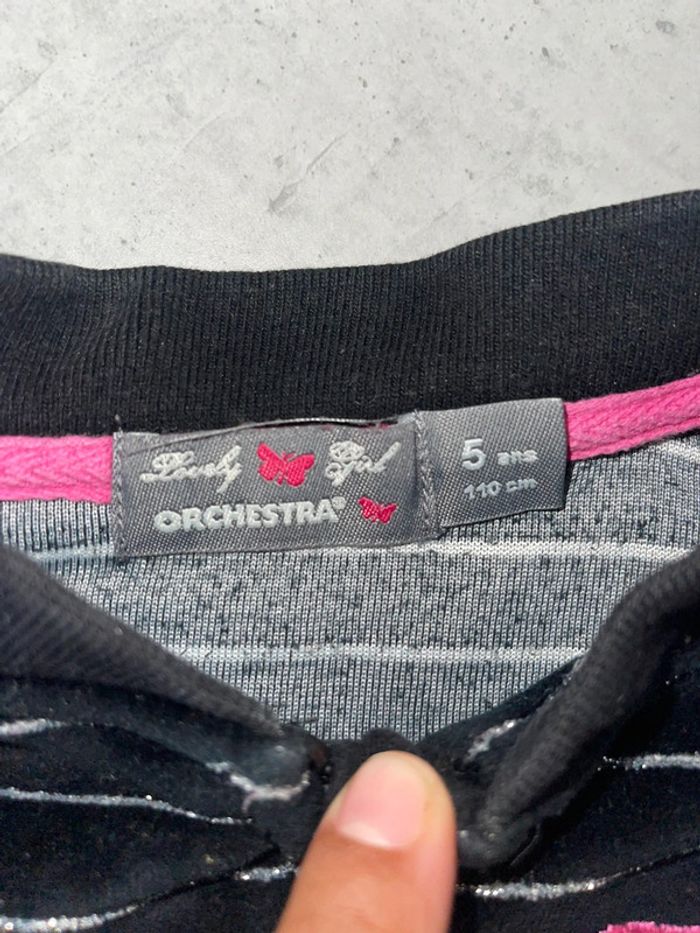 Lovely Girl
ORCHESTRA®
5 ans
110 cm